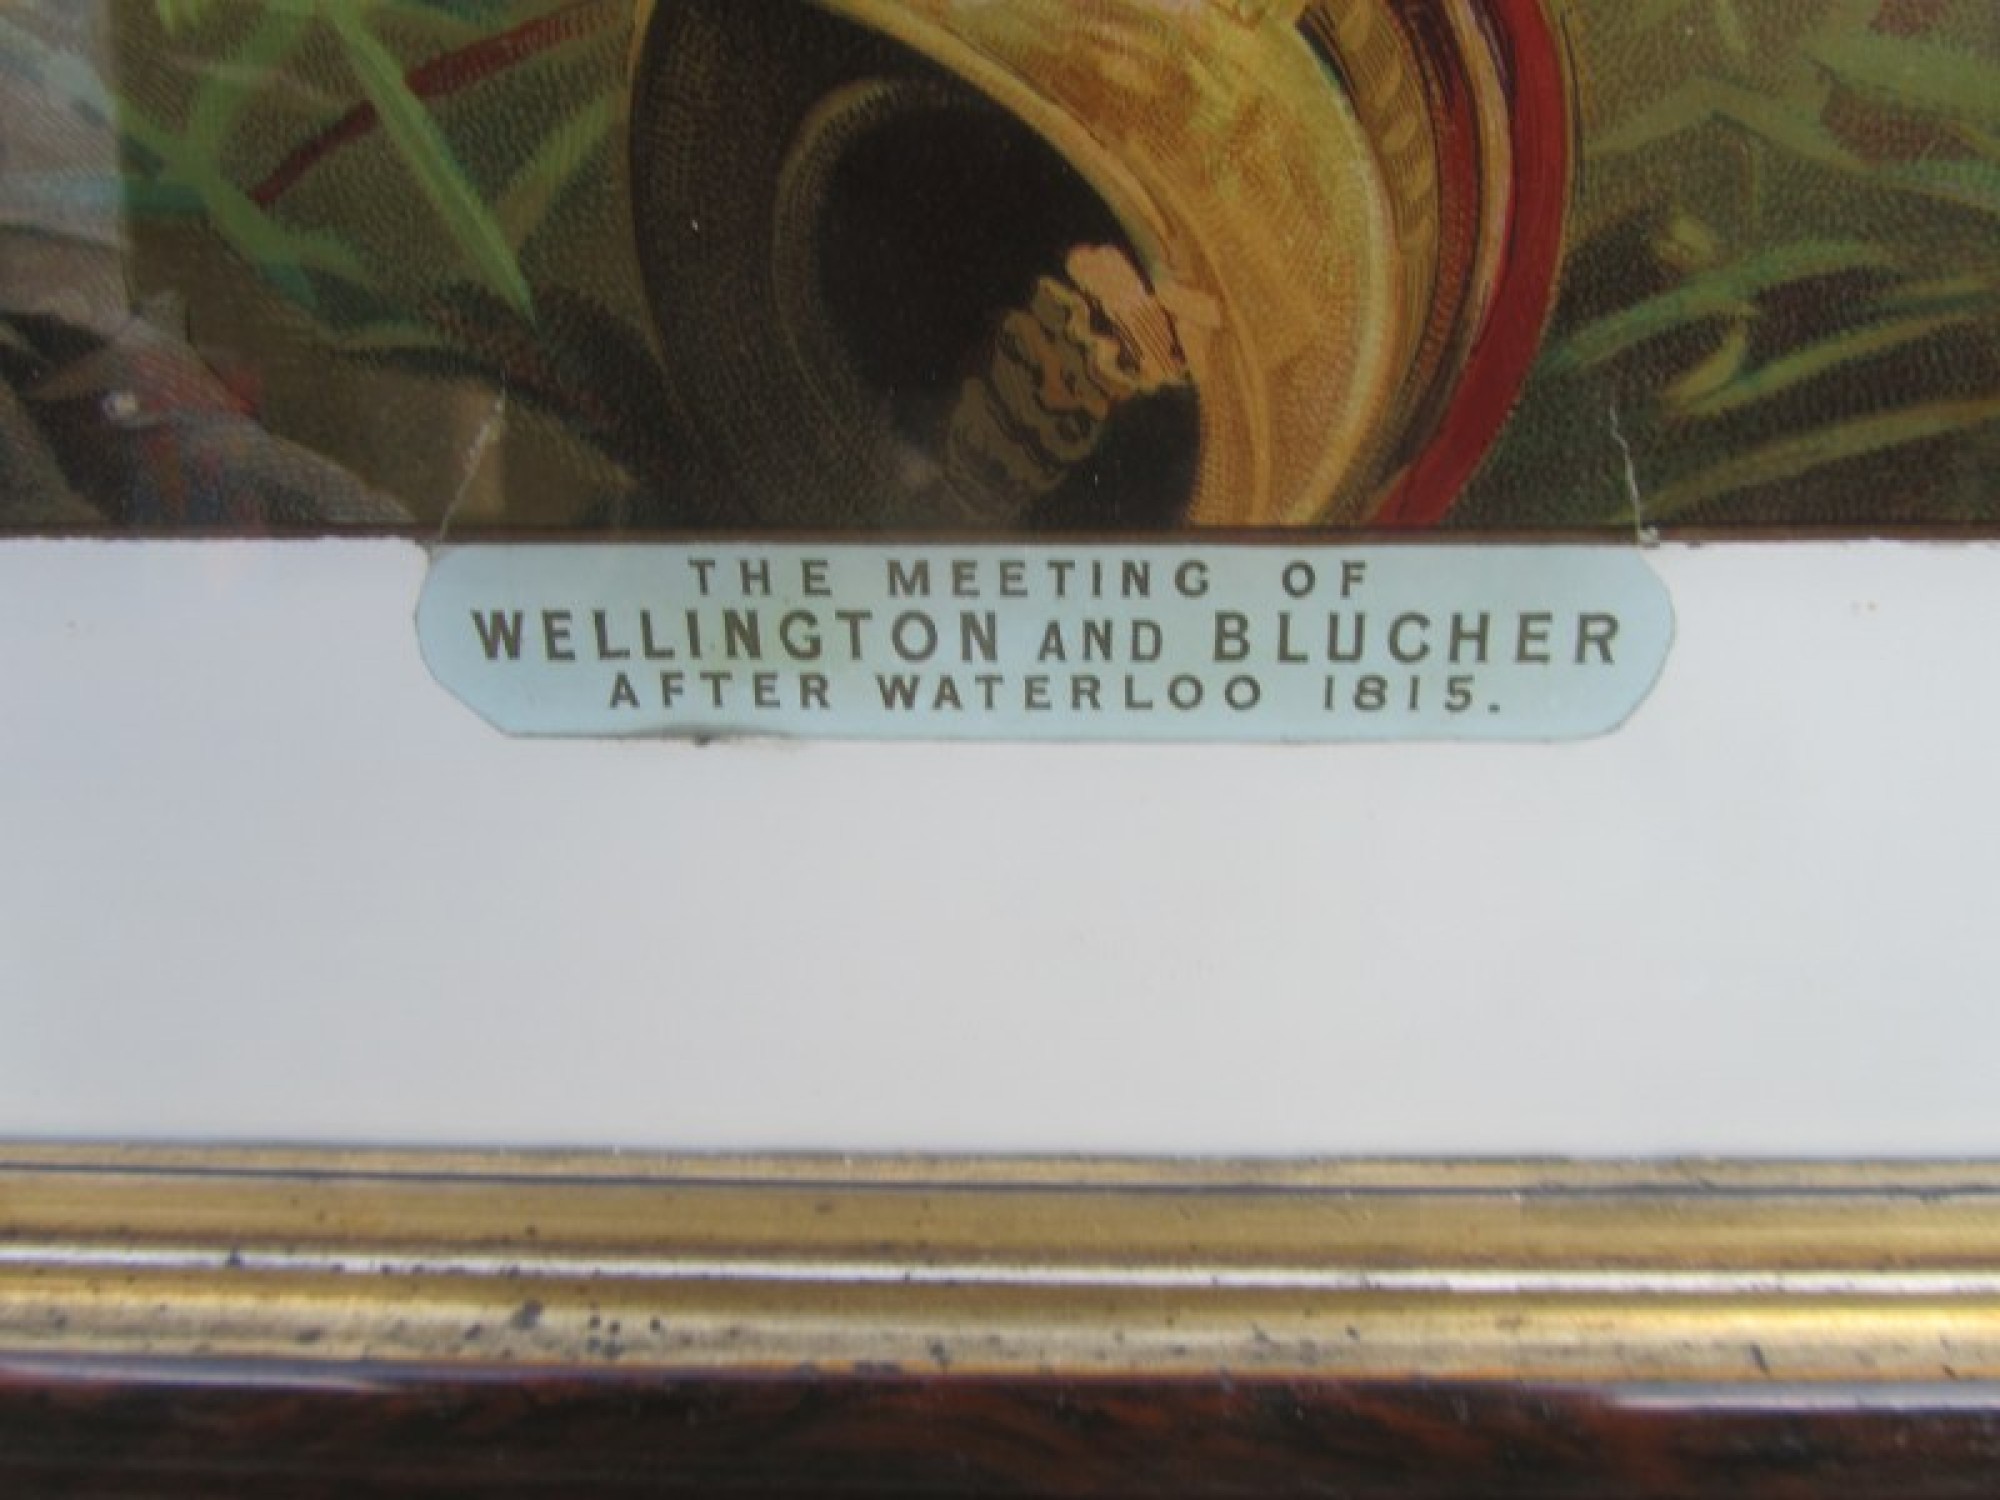 THE MEETING OF
WELLINGTON AND BLUCHER
AFTER WATERLOO 1815.